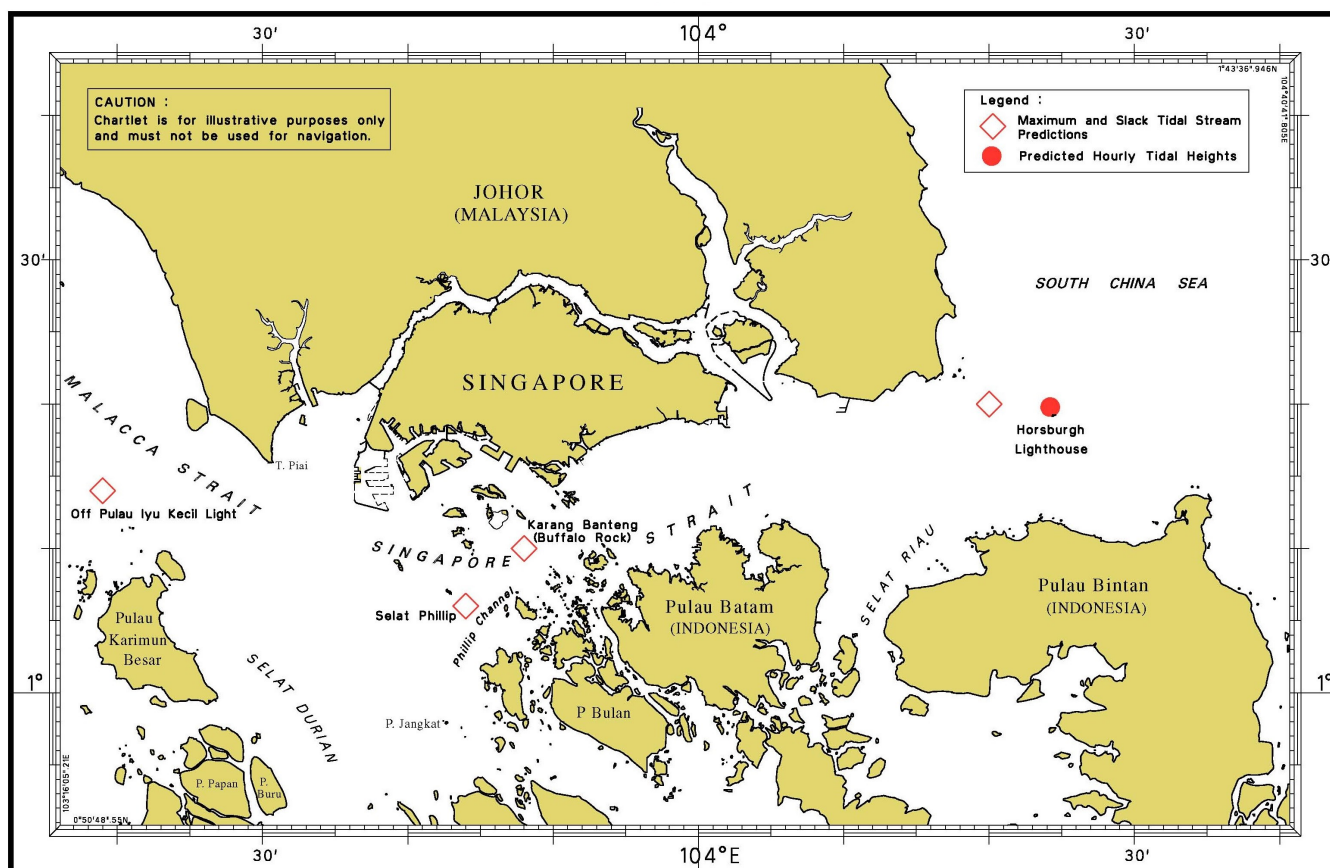 30'
104°
30'
1°43'36".946N
104°40'41".805E
CAUTION :
Chartlet is for illustrative purposes only
and must not be used for navigation.
Legend :
Maximum and Slack Tidal Stream
Predictions
Predicted Hourly Tidal Heights
JOHOR
(MALAYSIA)
30'
30'
SOUTH CHINA SEA
SINGAPORE
MALACCA STRAIT
Horsburgh
Lighthouse
T. Piai
Off Pulau Iyu Kecil Light
Karang Banteng
(Buffalo Rock)
SINGAPORE STRAIT
SELAT RIAU
Pulau Bintan
(INDONESIA)
Selat Phillip
Phillip Channel
Pulau Batam
(INDONESIA)
Pulau
Karimun
Besar
SELAT DURIAN
1°
1°
P. Jangkat
P Bulan
P. Papan
P.
Buru
103°16'05".21E
0°50'48".55N
30'
104°E
30'